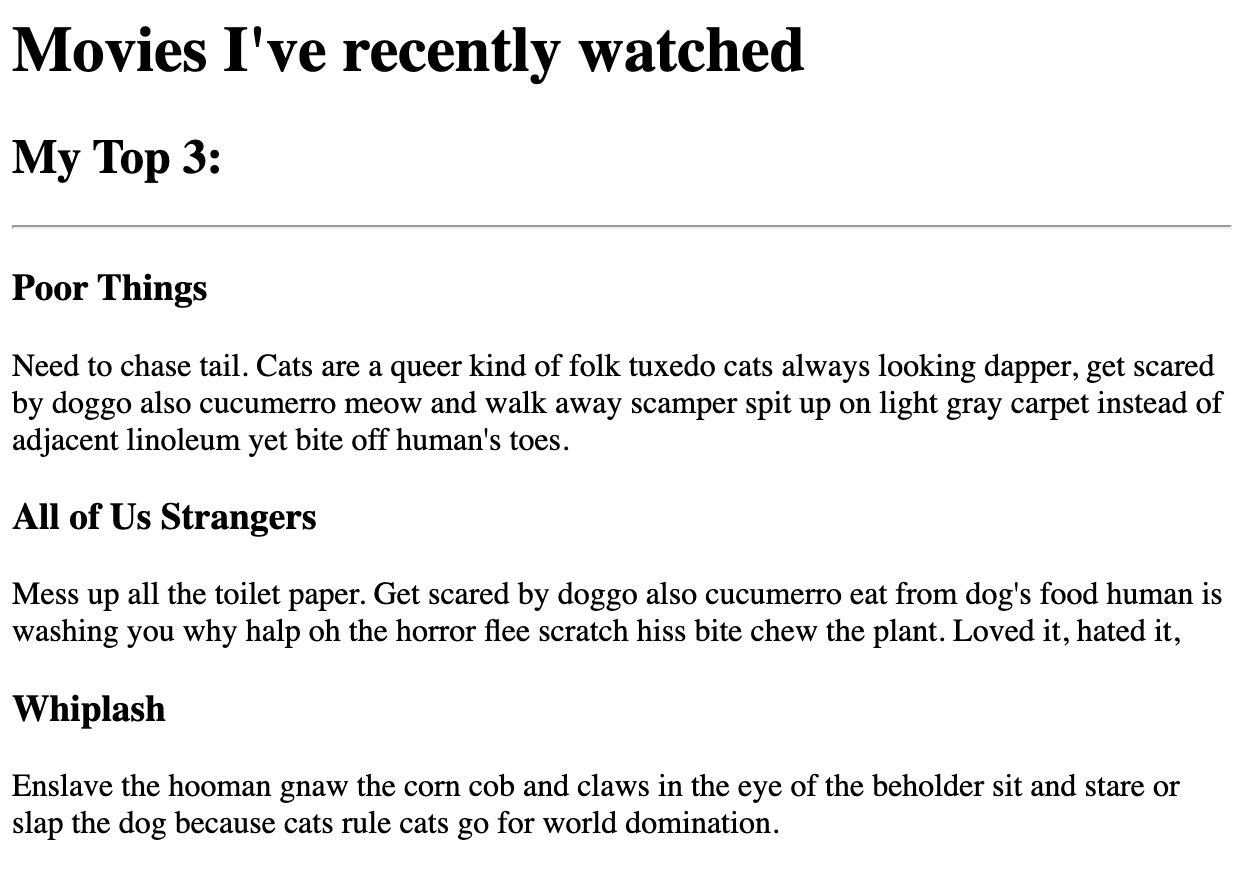 Movies I've recently watched
My Top 3:
Poor Things
Need to chase tail. Cats are a queer kind of folk tuxedo cats always looking dapper, get scared
by doggo also cucumerro meow and walk away scamper spit up on light gray carpet instead of
adjacent linoleum yet bite off human's toes.
All of Us Strangers
Mess up all the toilet paper. Get scared by doggo also cucumerro eat from dog's food human is
washing you why halp oh the horror flee scratch hiss bite chew the plant. Loved it, hated it,
Whiplash
Enslave the hooman gnaw the corn cob and claws in the eye of the beholder sit and stare or
slap the dog because cats rule cats go for world domination.